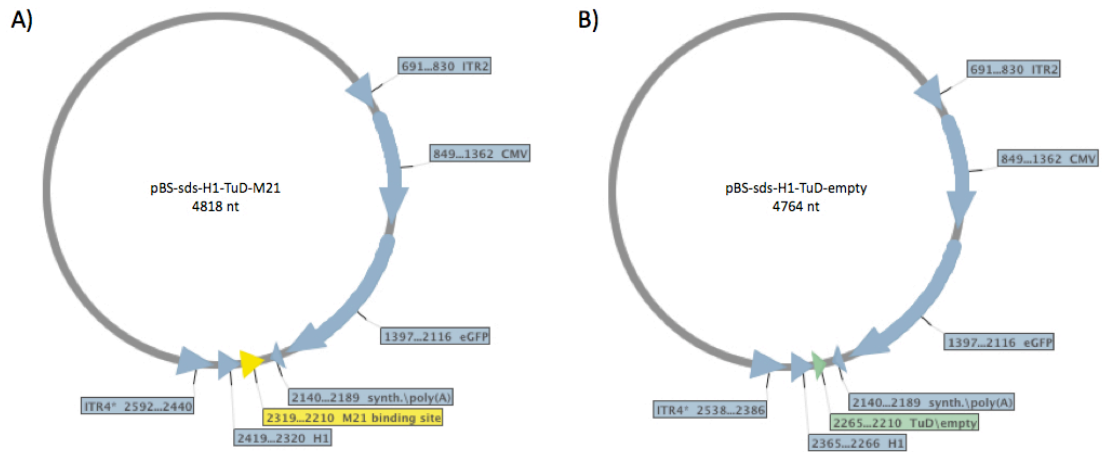 A)
691...830 ITR2
849...1362 CMV
pBS-sds-H1-TuD-M21
4818 nt
1397...2116 eGFP
2140...2189 synth.\poly(A)
ITR4* 2592...2440
2319...2210 M21 binding site
2419...2320 H1
B)
691...830 ITR2
849...1362 CMV
pBS-sds-H1-TuD-empty
4764 nt
1397...2116 eGFP
2140...2189 synth.\poly(A)
ITR4* 2538...2386
2265...2210 TuD\empty
2365...2266 H1